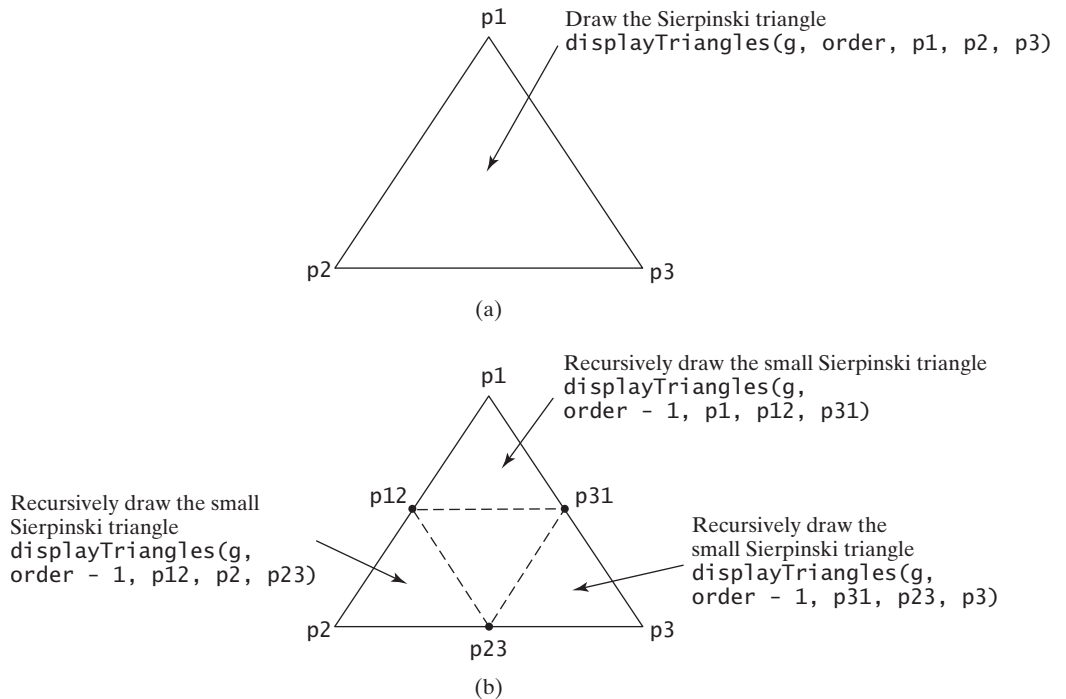 p1
Draw the Sierpinski triangle
displayTriangles(g, order, p1, p2, p3)
p2
p3
(a)
Recursively draw the small Sierpinski triangle
displayTriangles(g,
order - 1, p1, p12, p31)
p1
p12
p31
Recursively draw the small
Sierpinski triangle
displayTriangles(g,
order - 1, p12, p2, p23)
Recursively draw the
small Sierpinski triangle
displayTriangles(g,
order - 1, p31, p23, p3)
p2
p23
p3
(b)